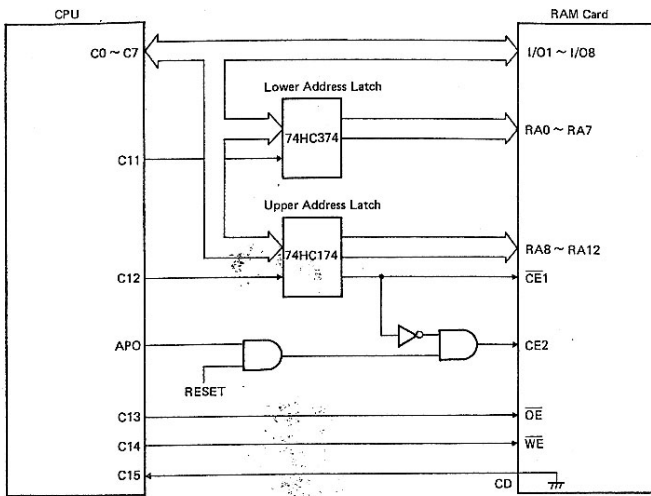 CPU
RAM Card
C0 ~ C7
I/O1 ~ I/O8
Lower Address Latch
74HC374
RA0 ~ RA7
C11
Upper Address Latch
74HC174
RA8 ~ RA12
C12
CE1
APO
CE2
RESET
C13
OE
C14
WE
C15
CD